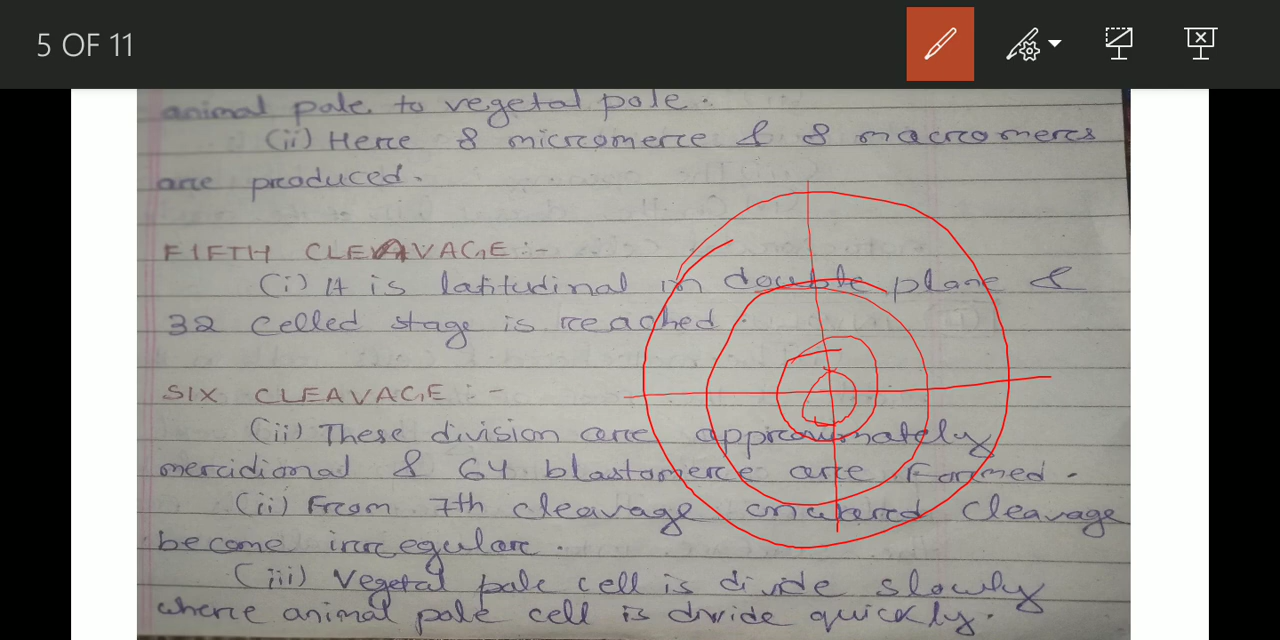 5 OF 11
animal pole to vegetal pole.
(ii) Here 8 micromere & 8 macromers
are produced.
FIFTH CLEAVAGE :-
(i) It is latitudinal in double plane &
32 celled stage is reached.
SIX CLEAVAGE :-
(ii) These division are approximately
meridional & 64 blastomere are formed.
(ii) From 7th cleavage onward cleavage
become irregular.
(iii) Vegetal pole cell is divide slowly
where animal pole cell is divide quickly.